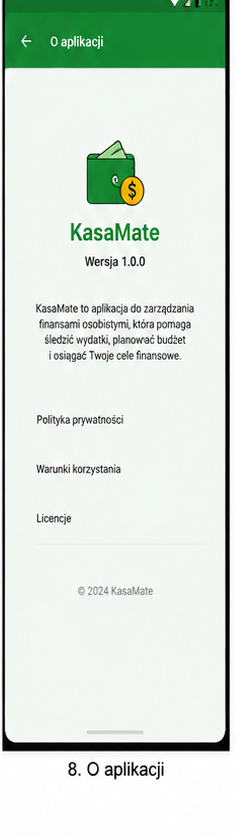 O aplikacji
$
KasaMate
Wersja 1.0.0
KasaMate to aplikacja do zarządzania
finansami osobistymi, która pomaga
śledzić wydatki, planować budżet
i osiągać Twoje cele finansowe.
Polityka prywatności
Warunki korzystania
Licencje
© 2024 KasaMate
8. O aplikacji